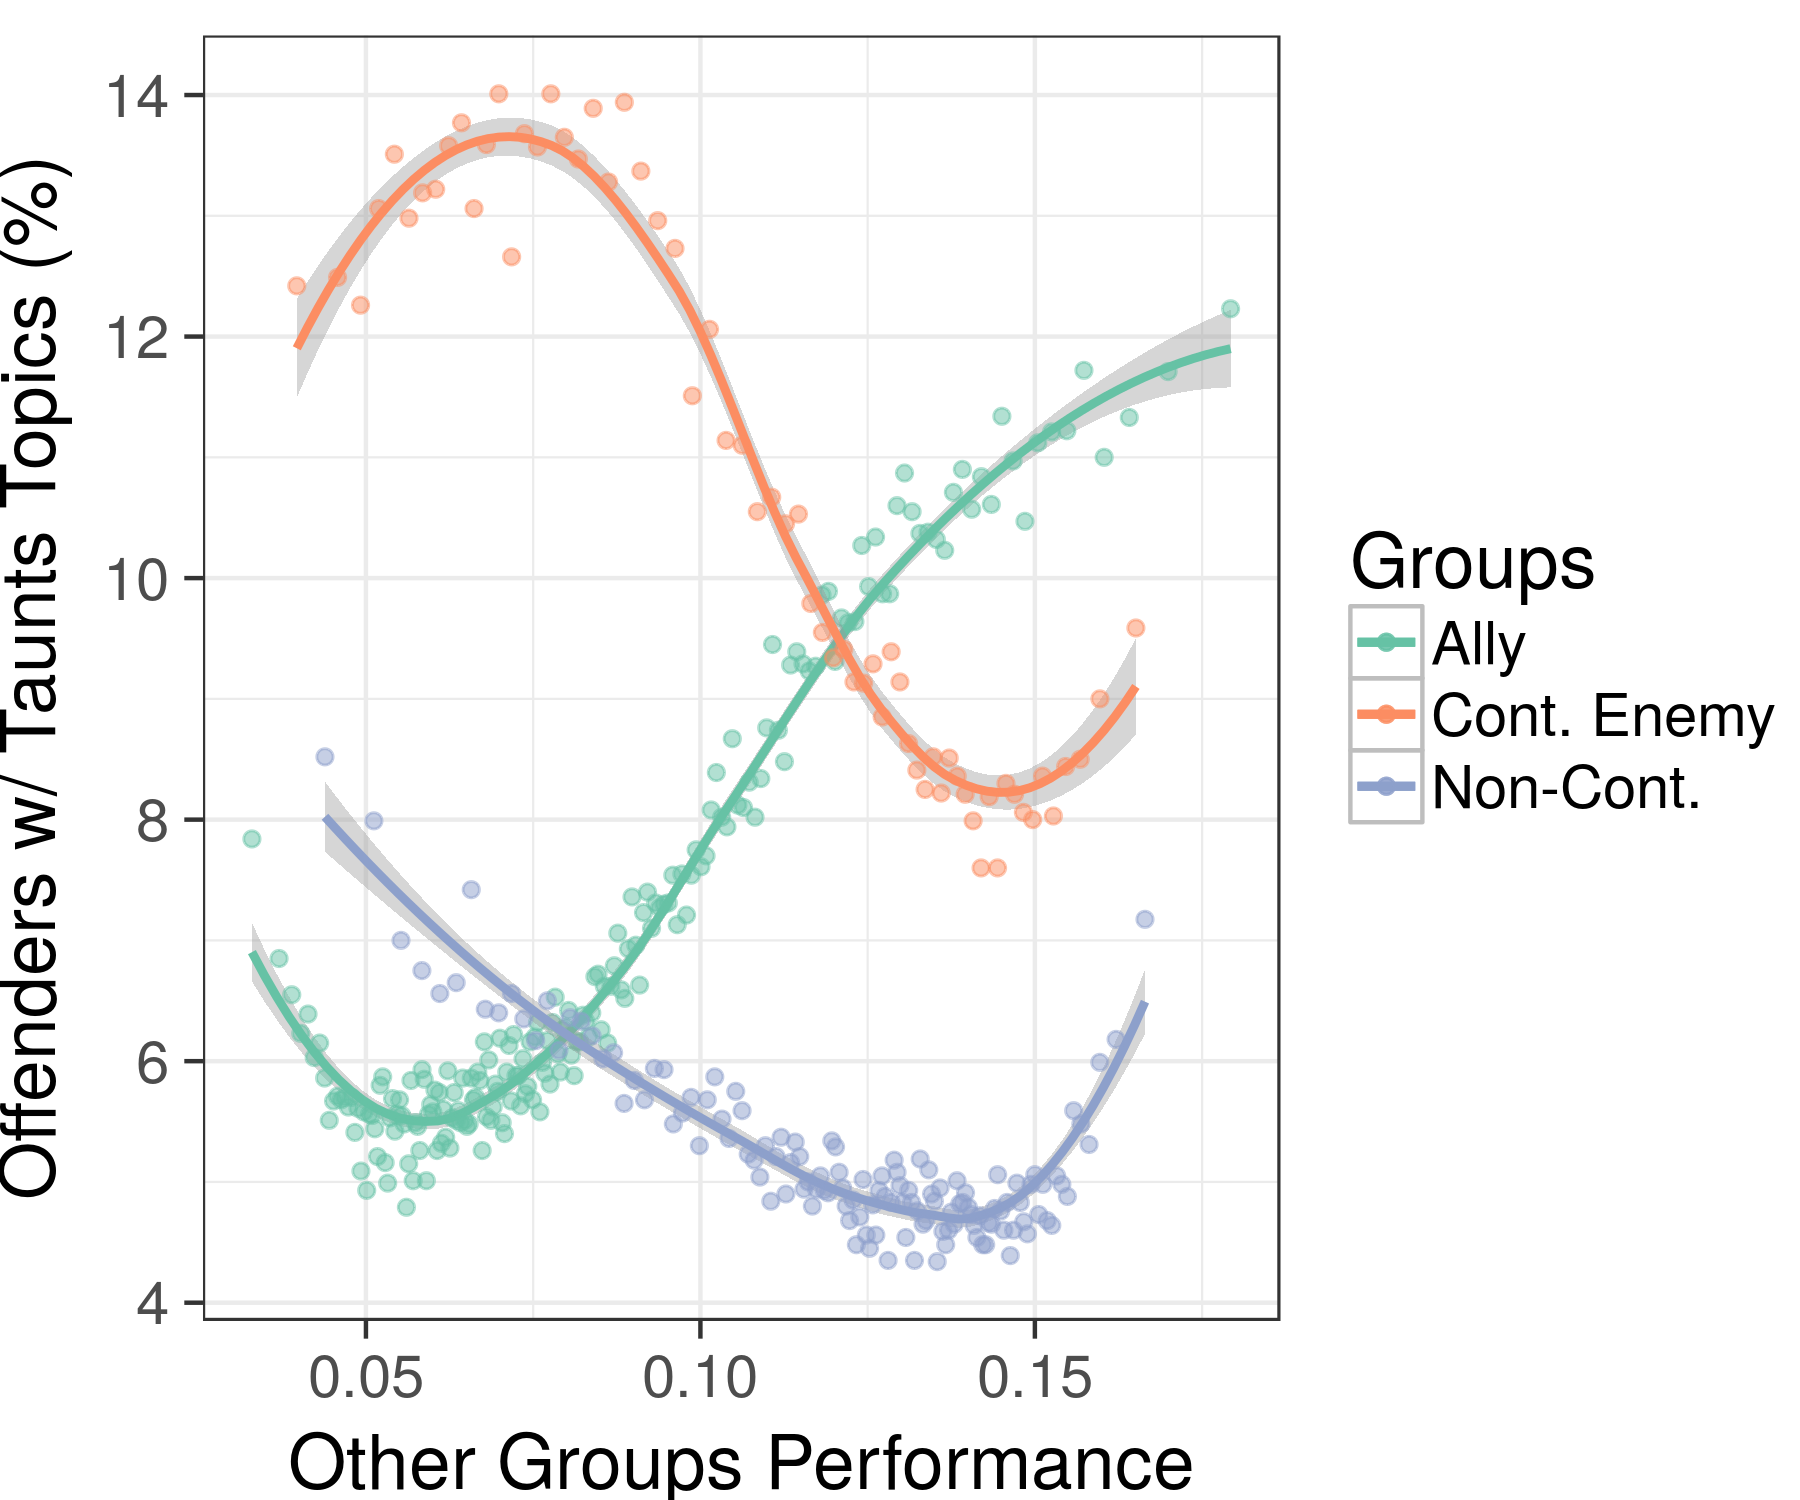 Offenders w/ Taunts Topics (%)
14
12
10
8
6
4
0.05
0.10
0.15
Other Groups Performance
Groups
Ally
Cont. Enemy
Non-Cont.